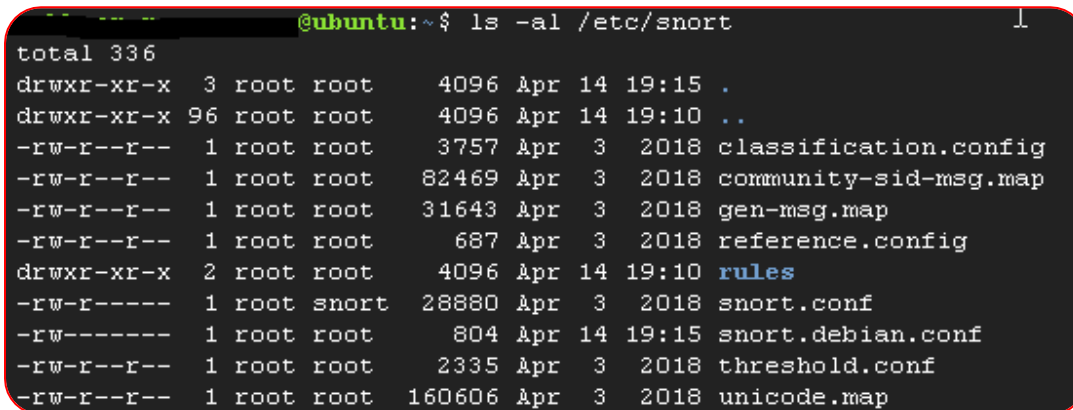 @ubuntu:~$ ls -al /etc/snort
total 336
drwxr-xr-x  3 root root    4096 Apr 14 19:15 .
drwxr-xr-x 96 root root    4096 Apr 14 19:10 ..
-rw-r--r--  1 root root    3757 Apr  3  2018 classification.config
-rw-r--r--  1 root root   82469 Apr  3  2018 community-sid-msg.map
-rw-r--r--  1 root root   31643 Apr  3  2018 gen-msg.map
-rw-r--r--  1 root root     687 Apr  3  2018 reference.config
drwxr-xr-x  2 root root    4096 Apr 14 19:10 rules
-rw-r-----  1 root snort  28880 Apr  3  2018 snort.conf
-rw-------  1 root root     804 Apr 14 19:15 snort.debian.conf
-rw-r--r--  1 root root    2335 Apr  3  2018 threshold.conf
-rw-r--r--  1 root root  160606 Apr  3  2018 unicode.map